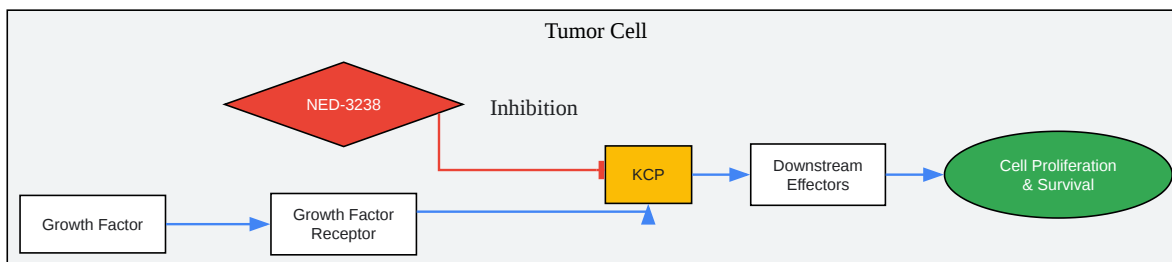 Tumor Cell
NED-3238
Inhibition
KCP
Downstream
Effectors
Cell Proliferation
& Survival
Growth Factor
Growth Factor
Receptor